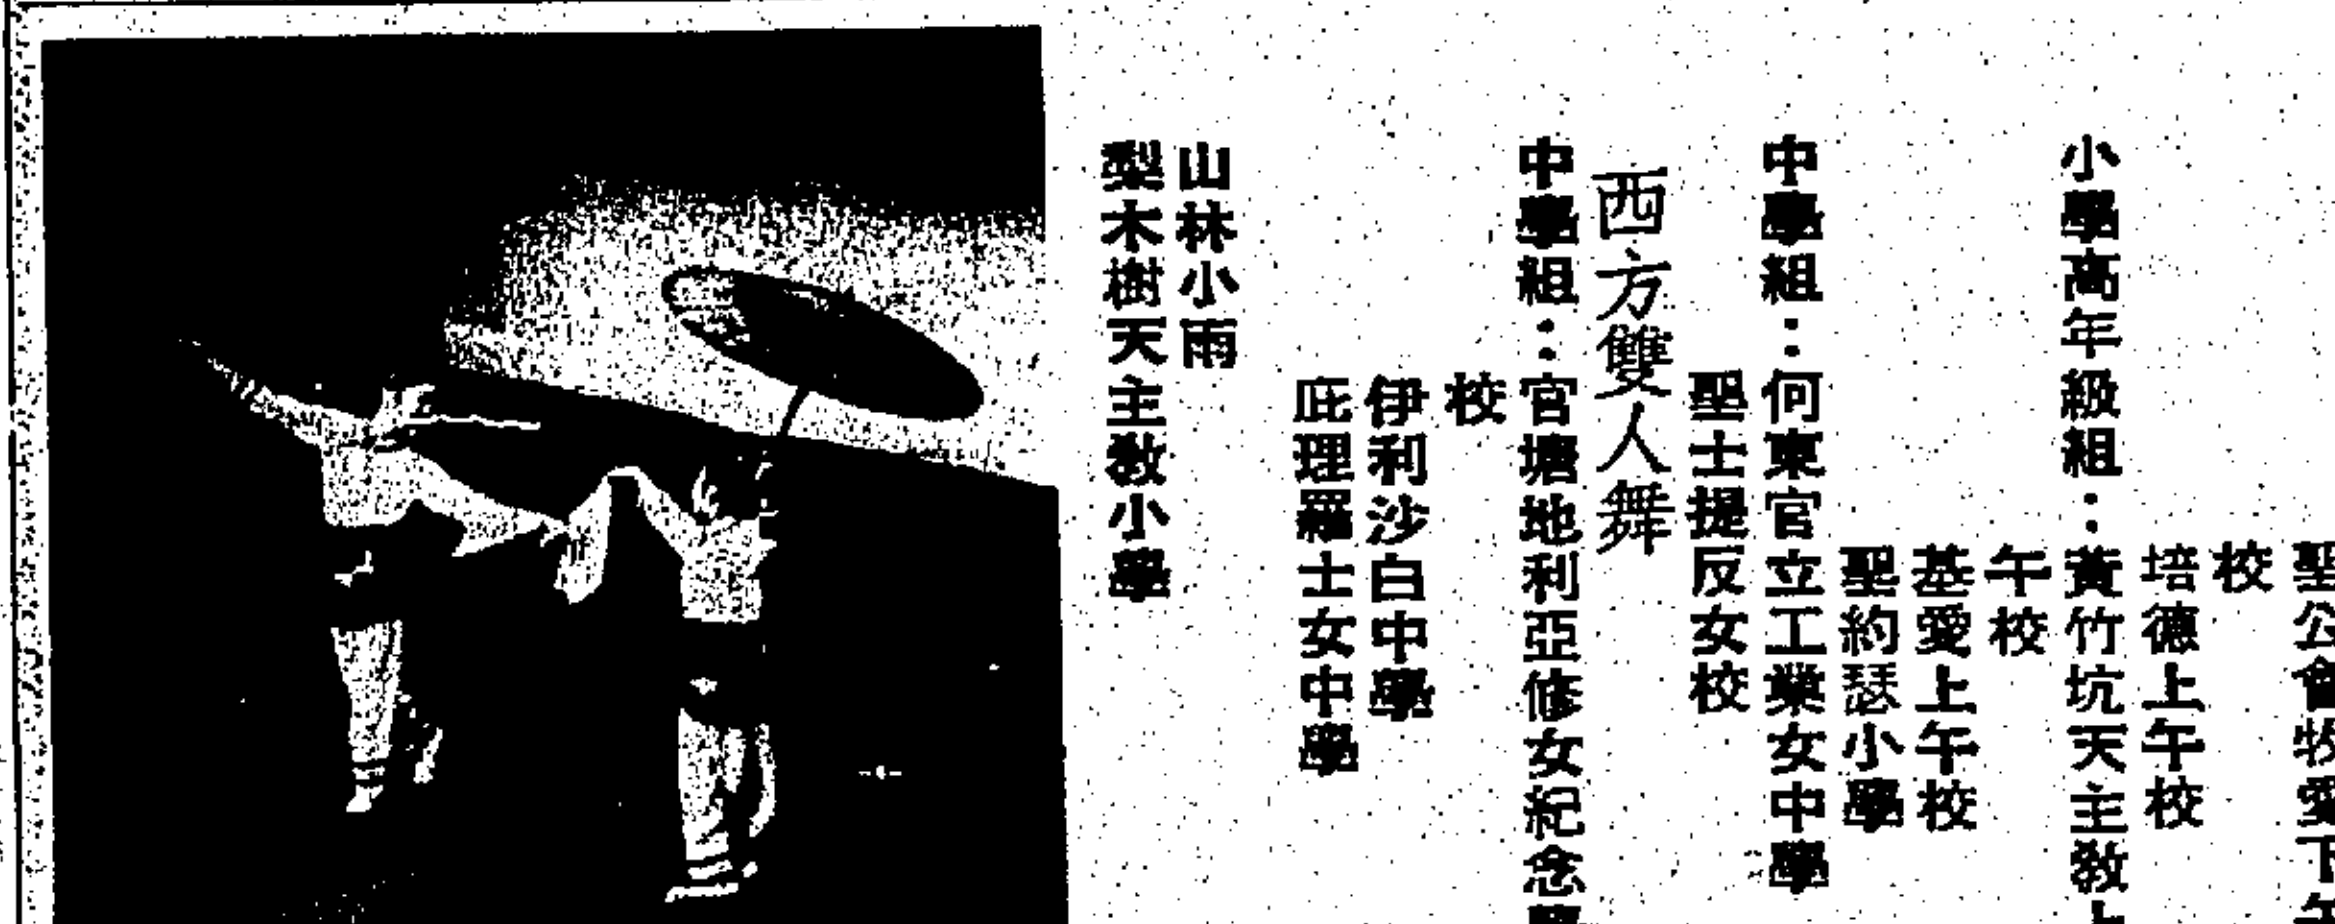 聖公會牧愛下午
校
培德上午校
小學高年級組：黃竹坑天主教上
午校
基愛上午校
聖約瑟小學
中學組：何東官立工業女中學
聖士提反女校
西方雙人舞
中學組：官塘地利亞修女紀念學
校
伊利沙白中學
庇理羅士女中學
山林小雨
梨木樹天主教小學